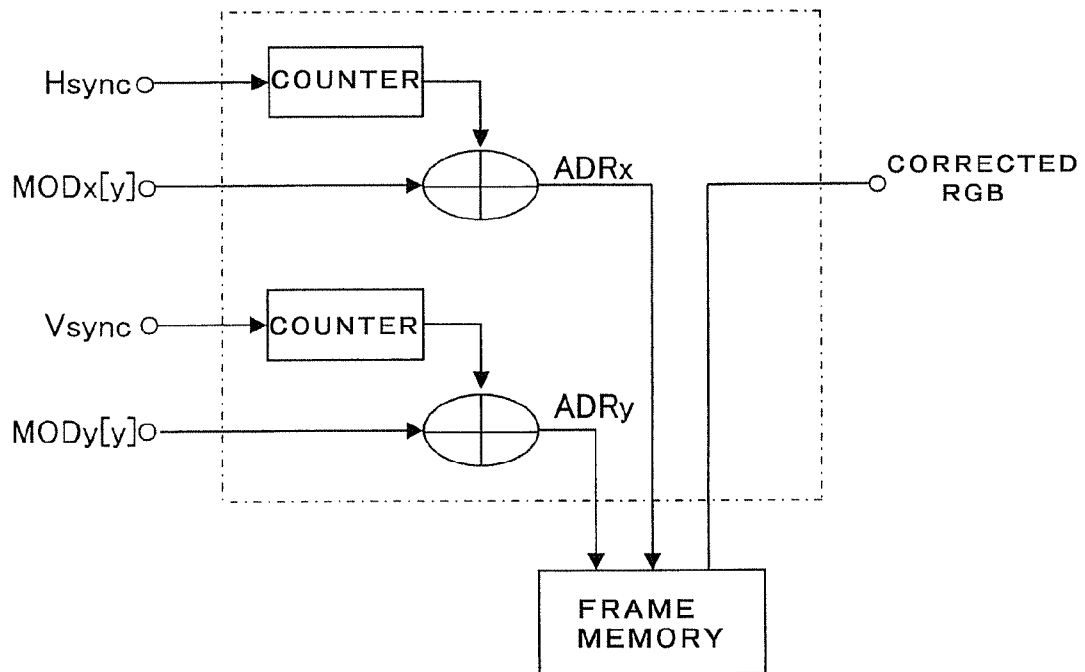 Hsync
COUNTER
MODx[y]
ADRx
CORRECTED
RGB
Vsync
COUNTER
MODy[y]
ADRy
FRAME
MEMORY